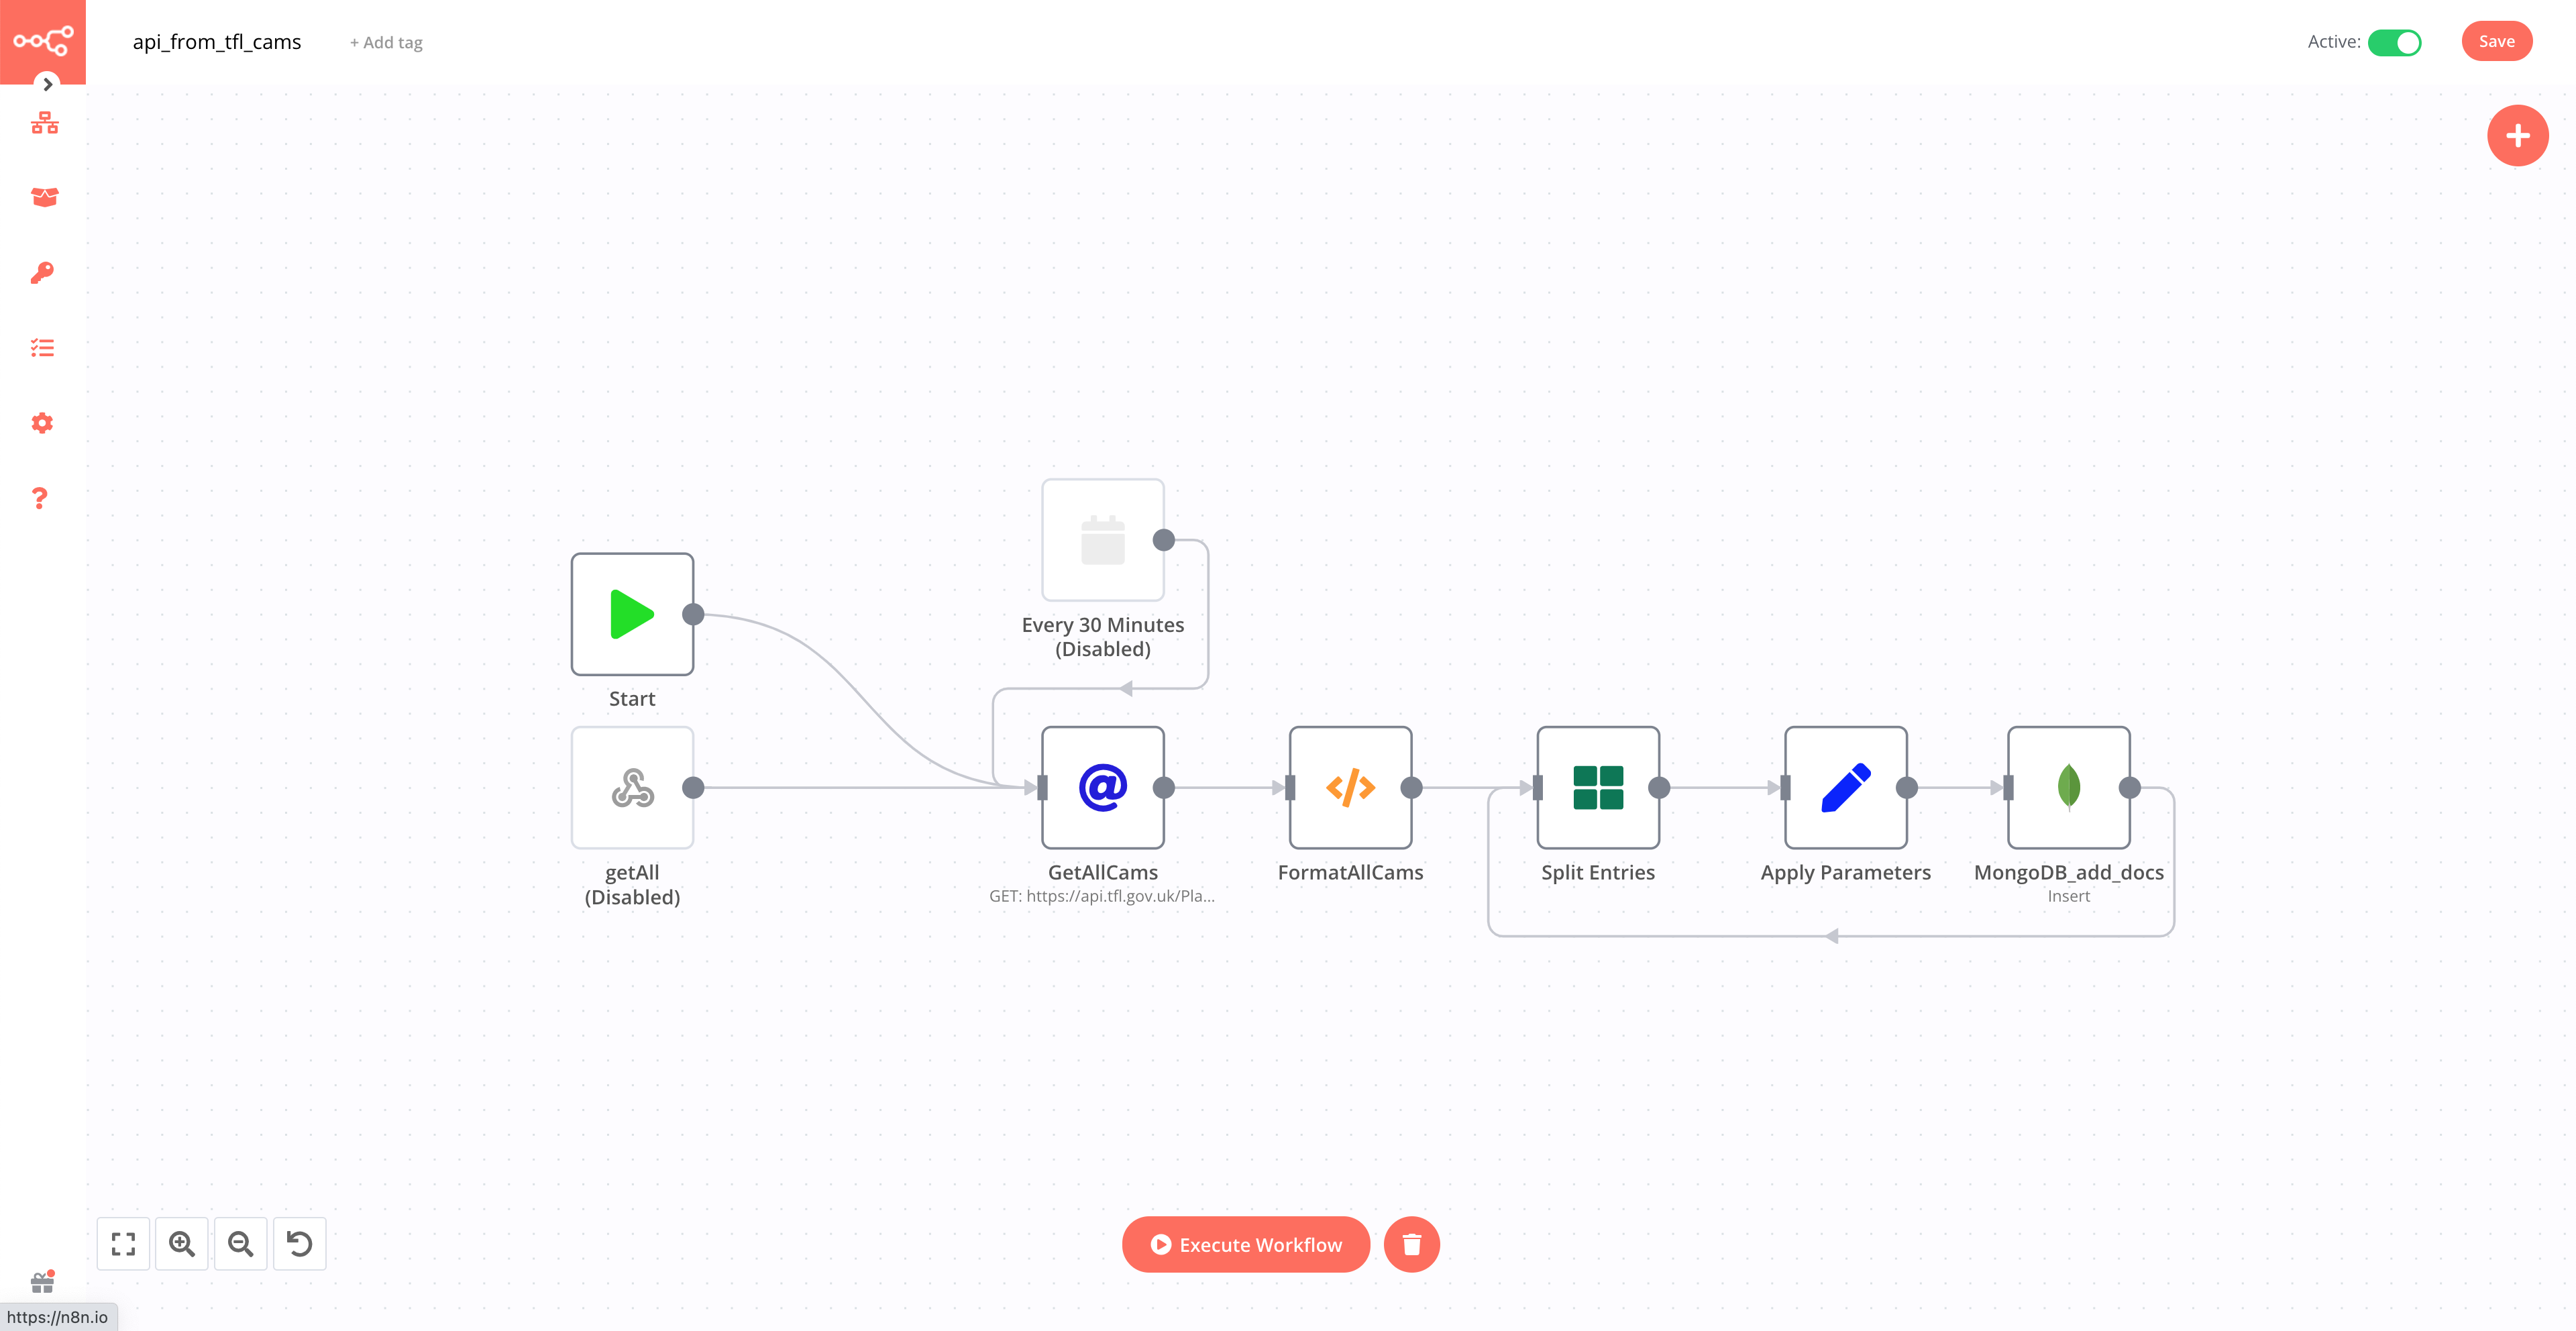 api_from_tfl_cams
+ Add tag
Active:
Save
Every 30 Minutes
(Disabled)
Start
getAll
(Disabled)
GetAllCams
GET: https://api.tfl.gov.uk/Pla...
FormatAllCams
Split Entries
Apply Parameters
MongoDB_add_docs
Insert
Execute Workflow
https://n8n.io